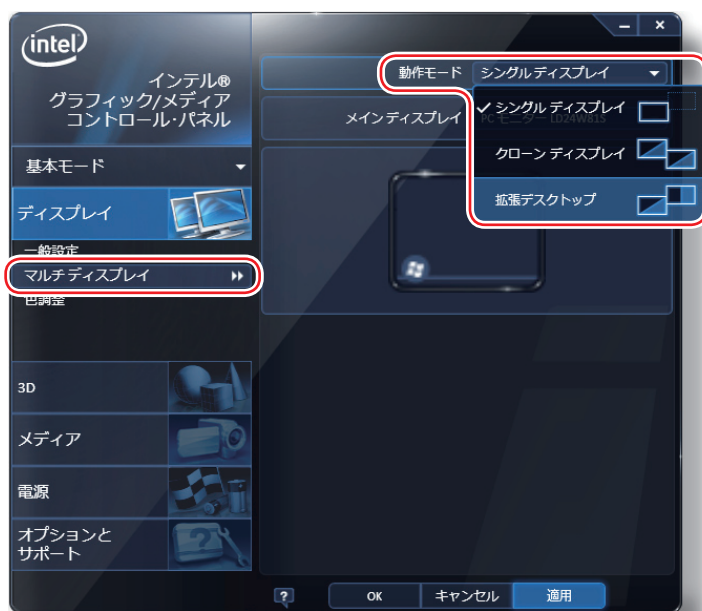 intel
インテル®
グラフィック/メディア
コントロール・パネル
基本モード
ディスプレイ
一般設定
マルチディスプレイ
色調整
3D
メディア
電源
オプションと
サポート
動作モード シングルディスプレイ
メインディスプレイ PC モニター LD24W81S
シングル ディスプレイ
クローン ディスプレイ
拡張デスクトップ
? OK キャンセル 適用